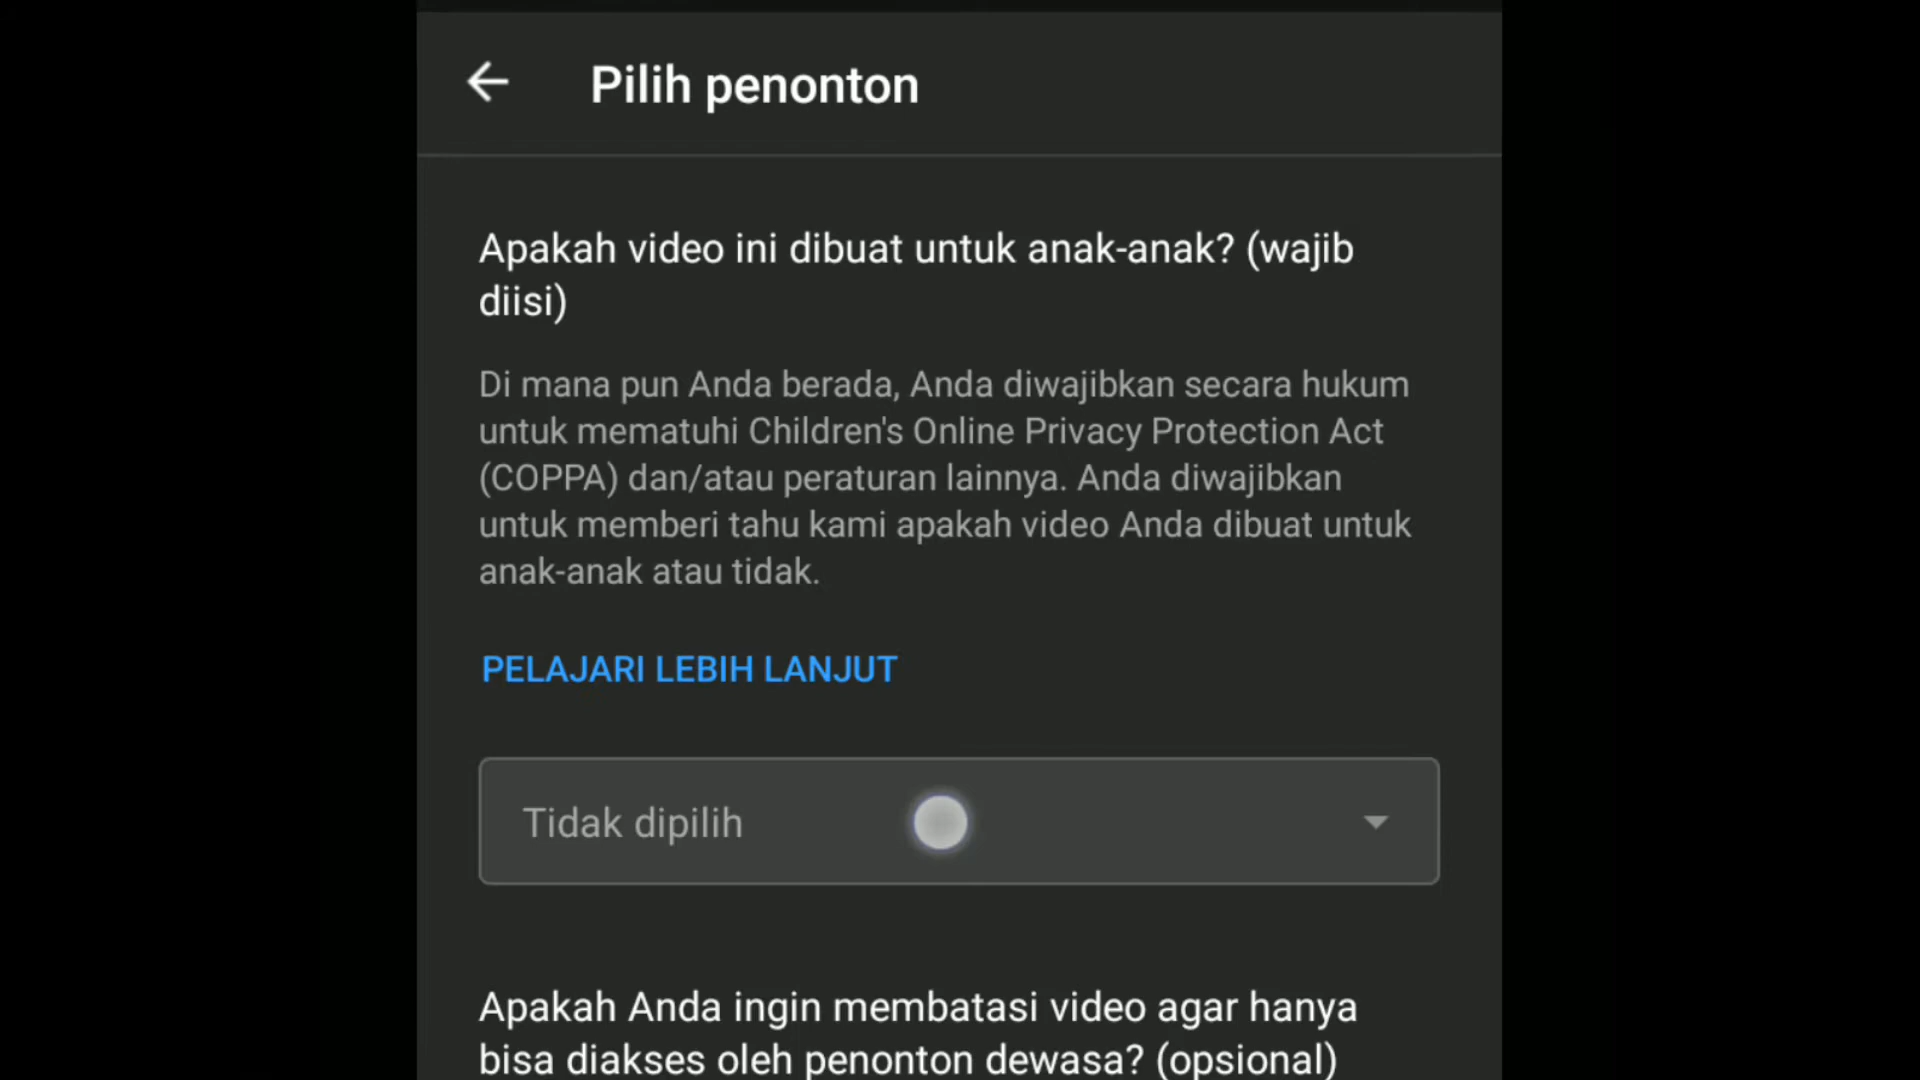 Pilih penonton
Apakah video ini dibuat untuk anak-anak? (wajib
diisi)
Di mana pun Anda berada, Anda diwajibkan secara hukum
untuk mematuhi Children's Online Privacy Protection Act
(COPPA) dan/atau peraturan lainnya. Anda diwajibkan
untuk memberi tahu kami apakah video Anda dibuat untuk
anak-anak atau tidak.
PELAJARI LEBIH LANJUT
Tidak dipilih
Apakah Anda ingin membatasi video agar hanya
bisa diakses oleh penonton dewasa? (opsional)